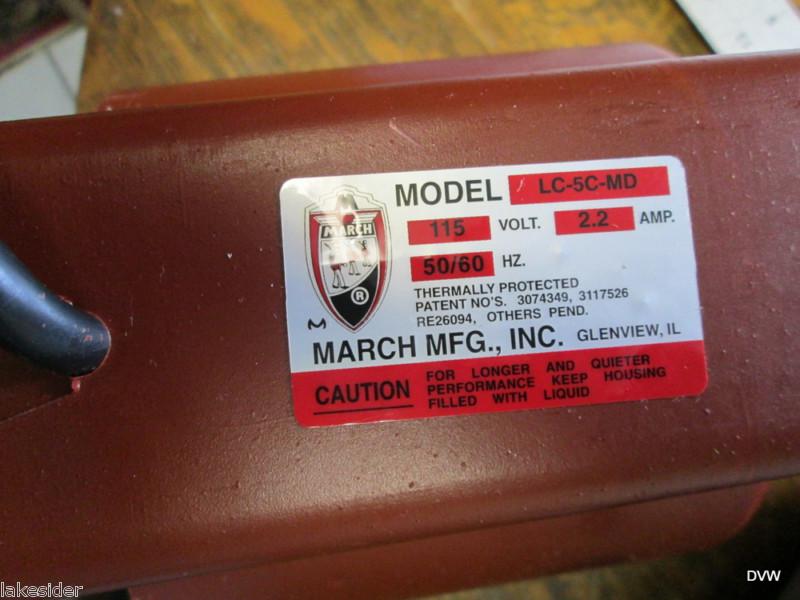 MODEL LC-5C-MD
MARCH
115 VOLT. 2.2 AMP.
50/60 HZ.
THERMALLY PROTECTED
PATENT NO'S. 3074349, 3117526
RE26094, OTHERS PEND.
®
M
MARCH MFG., INC. GLENVIEW, IL
CAUTION
FOR LONGER AND QUIETER
PERFORMANCE KEEP HOUSING
FILLED WITH LIQUID
lakesider
DVW